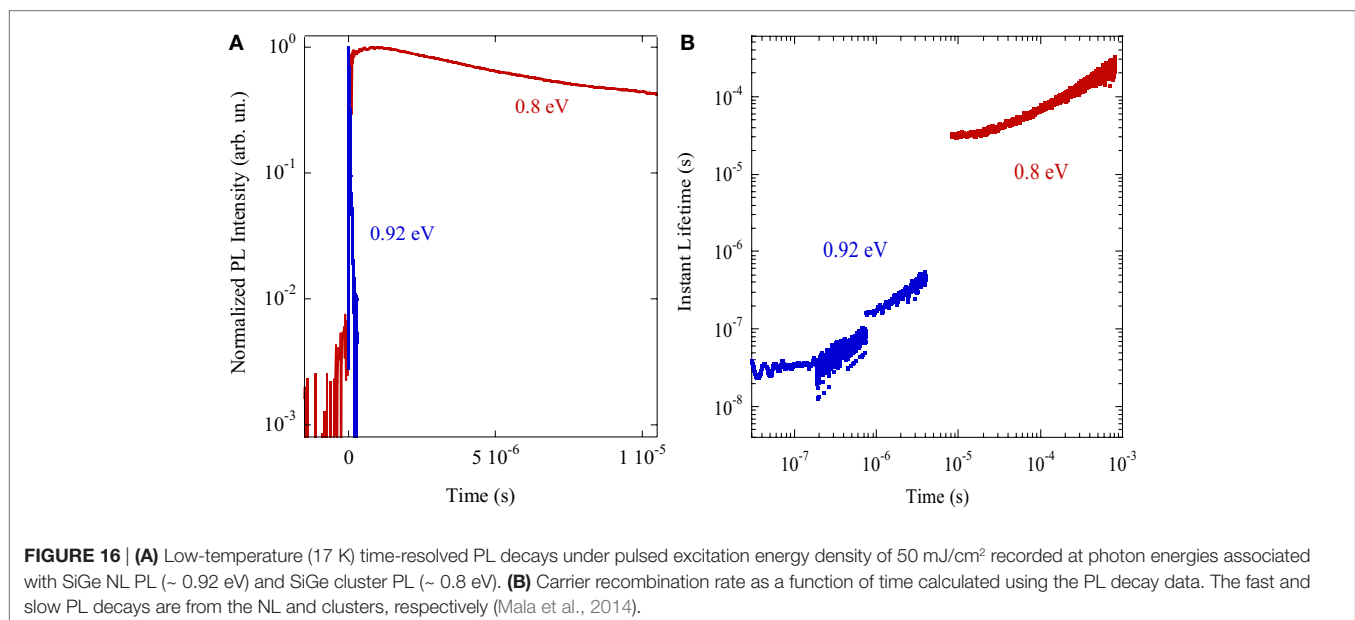 A
10⁰
10⁻¹
10⁻²
10⁻³
Normalized PL Intensity (arb. un.)
0.8 eV
0.92 eV
0
5 10⁻⁶
1 10⁻⁵
Time (s)
B
10⁻⁴
10⁻⁵
10⁻⁶
10⁻⁷
10⁻⁸
Instant Lifetime (s)
0.8 eV
0.92 eV
10⁻⁷
10⁻⁶
10⁻⁵
10⁻⁴
10⁻³
Time (s)
FIGURE 16 | (A) Low-temperature (17 K) time-resolved PL decays under pulsed excitation energy density of 50 mJ/cm² recorded at photon energies associated
with SiGe NL PL (~ 0.92 eV) and SiGe cluster PL (~ 0.8 eV). (B) Carrier recombination rate as a function of time calculated using the PL decay data. The fast and
slow PL decays are from the NL and clusters, respectively (Mala et al., 2014).